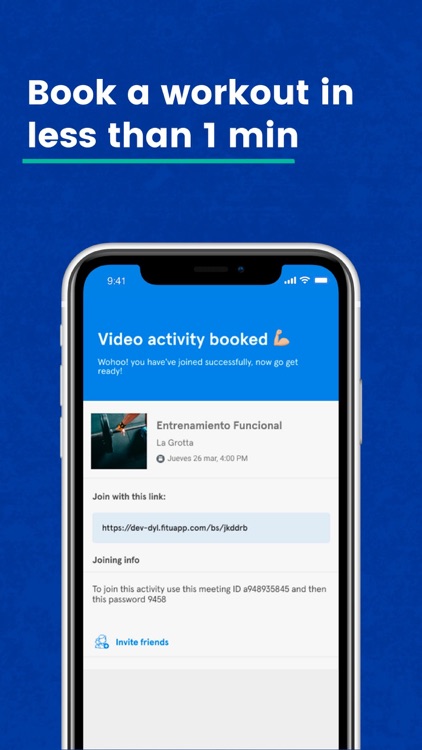 Book a workout in
less than 1 min
9:41
Video activity booked 💪🏼
Wohoo! you have've joined successfully, now go get
ready!
Entrenamiento Funcional
La Grotta
Jueves 26 mar, 4:00 PM
Join with this link:
https://dev-dyl.fituapp.com/bs/jkddrb
Joining info
To join this activity use this meeting ID a948935845 and then
this password 9458
Invite friends